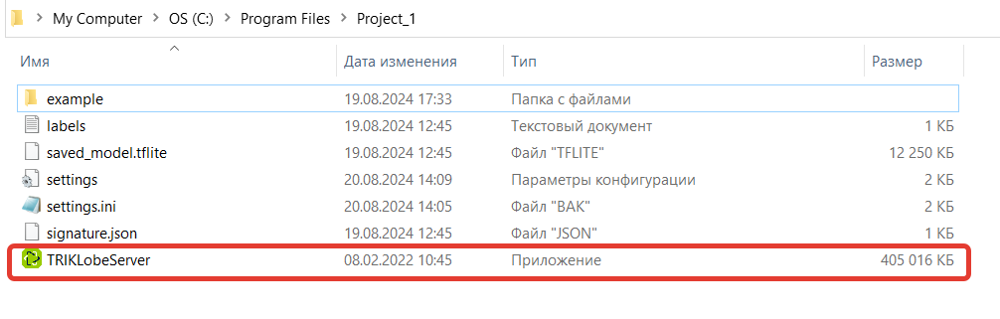 My Computer > OS (C:) > Program Files > Project_1
Имя Дата изменения Тип Размер
example 19.08.2024 17:33 Папка с файлами
labels 19.08.2024 12:45 Текстовый документ 1 КБ
saved_model.tflite 19.08.2024 12:45 Файл "TFLITE" 12 250 КБ
settings 20.08.2024 14:09 Параметры конфигурации 2 КБ
settings.ini 20.08.2024 14:05 Файл "BAK" 2 КБ
signature.json 19.08.2024 12:45 Файл "JSON" 1 КБ
TRIKLobeServer 08.02.2022 10:45 Приложение 405 016 КБ